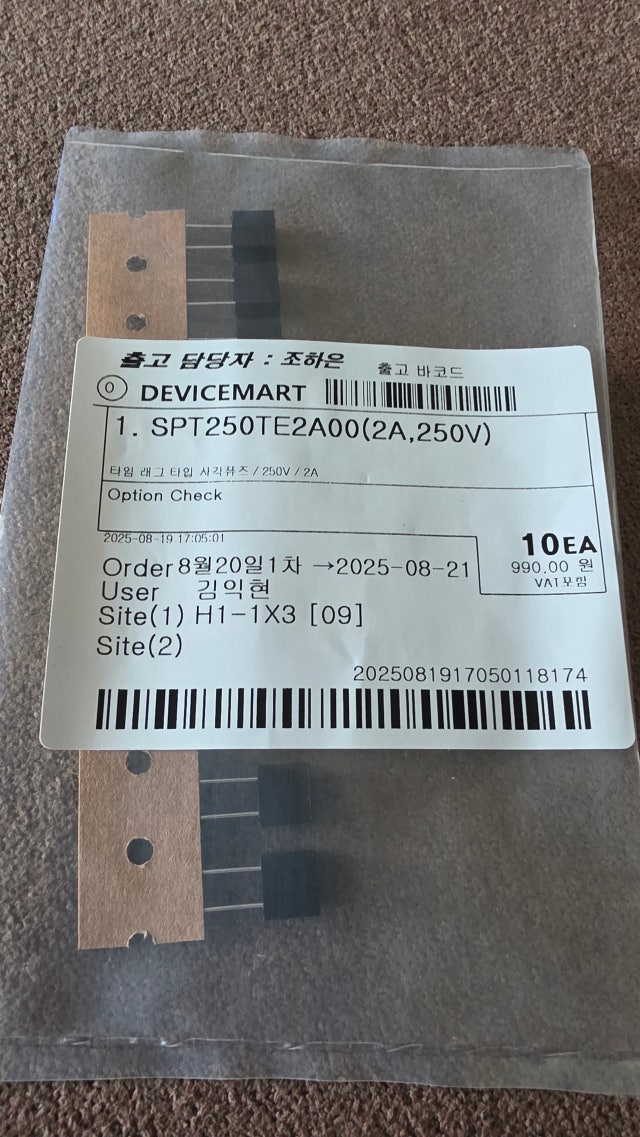 출고 담당자 : 조하은
출고 바코드
DEVICEMART
1. SPT250TE2A00(2A,250V)
타임 래그 타입 사각퓨즈 / 250V / 2A
Option Check
2025-08-19 17:05:01
10EA
990.00 원
VAT포함
Order 8월20일1차 →2025-08-21
User 김익현
Site(1) H1-1X3 [09]
Site(2)
2025081917050118174